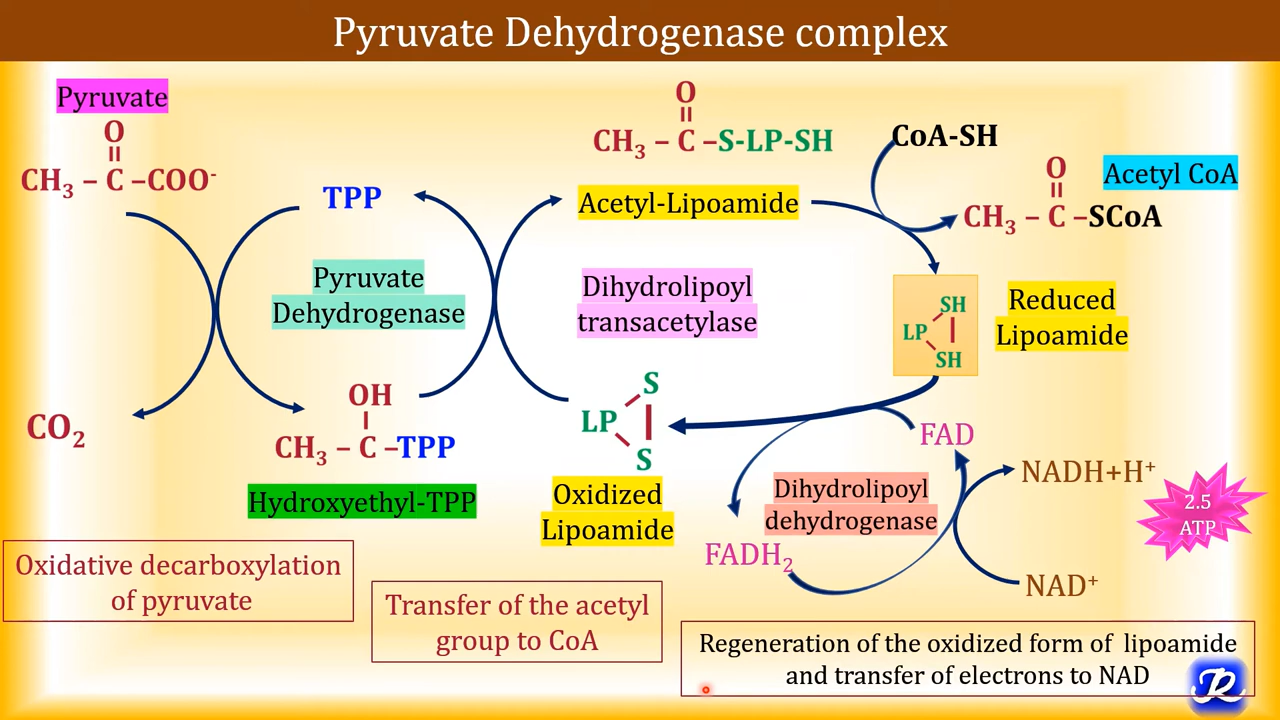 Pyruvate Dehydrogenase complex
Pyruvate
O
CH₃ – C –COO⁻
TPP
Pyruvate
Dehydrogenase
CO₂
OH
CH₃ – C –TPP
Hydroxyethyl-TPP
Oxidative decarboxylation
of pyruvate
O
CH₃ – C –S-LP-SH
Acetyl-Lipoamide
Dihydrolipoyl
transacetylase
S
LP
S
Oxidized
Lipoamide
Transfer of the acetyl
group to CoA
CoA-SH
O
Acetyl CoA
CH₃ – C –SCoA
SH
LP
SH
Reduced
Lipoamide
FAD
Dihydrolipoyl
dehydrogenase
FADH₂
NADH+H⁺
2.5
ATP
NAD⁺
Regeneration of the oxidized form of lipoamide
and transfer of electrons to NAD